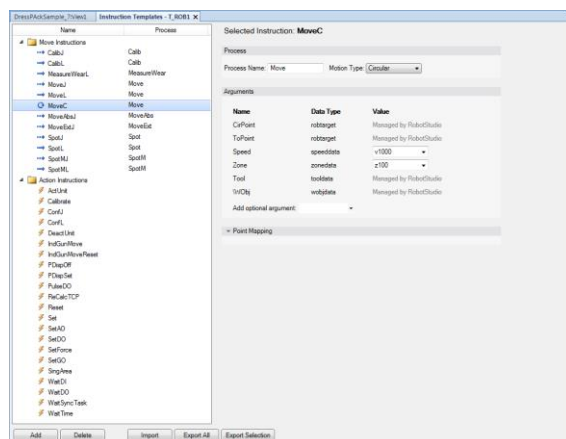 DressPAckSample_7:View1 Instruction Templates - T_ROB1 X
Name Process
Move Instructions
CalibJ Calib
CalibL Calib
MeasureWearL MeasureWear
MoveJ Move
MoveL Move
MoveC Move
MoveAbsJ MoveAbs
MoveExtJ MoveExt
SpotJ Spot
SpotL Spot
SpotMJ SpotM
SpotML SpotM
Action Instructions
ActUnit
Calibrate
ConfJ
ConfL
DeactUnit
IndGunMove
IndGunMoveReset
PDispOff
PDispSet
PulseDO
ReCalcTCP
Reset
Set
SetAO
SetDO
SetForce
SetGO
SingArea
WaitDI
WaitDO
WaitSyncTask
WaitTime
Add Delete Import Export All Export Selection
Selected Instruction: MoveC
Process
Process Name: Move Motion Type: Circular
Arguments
Name Data Type Value
CirPoint robtarget Managed by RobotStudio
ToPoint robtarget Managed by RobotStudio
Speed speeddata v1000
Zone zonedata z100
Tool tooldata Managed by RobotStudio
\WObj wobjdata Managed by RobotStudio
Add optional argument:
Point Mapping